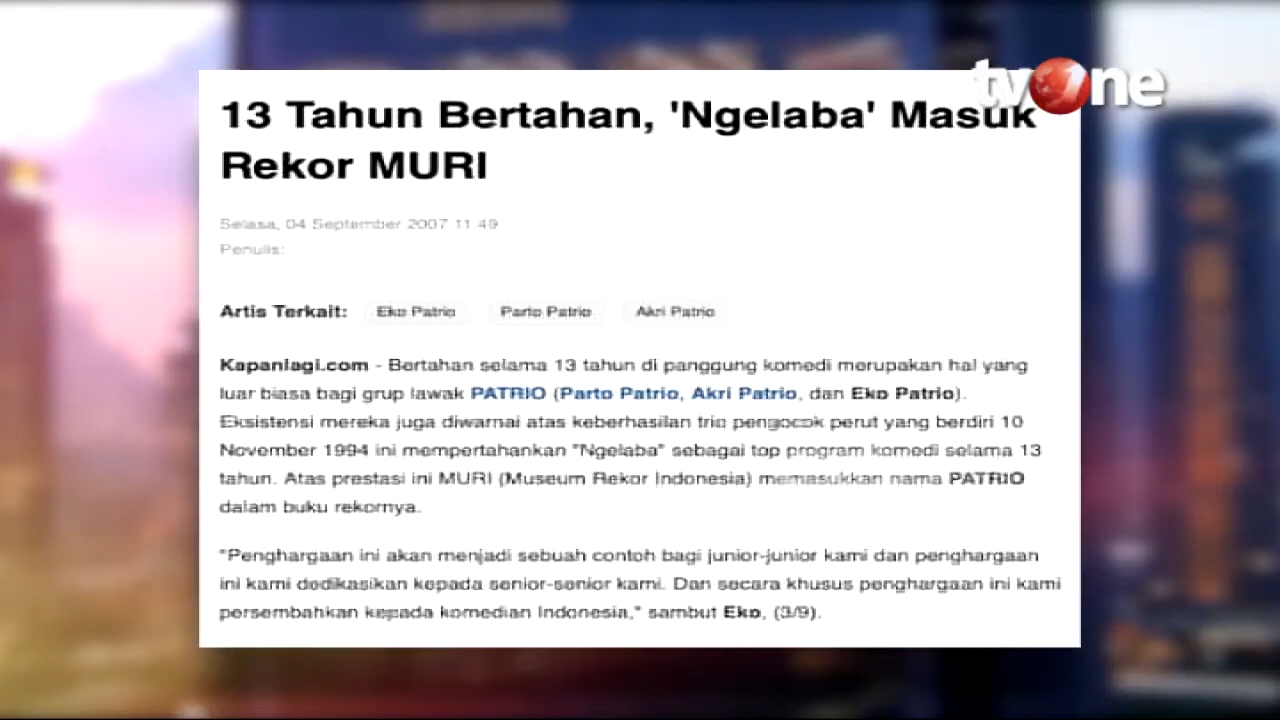 tvOne
13 Tahun Bertahan, 'Ngelaba' Masuk
Rekor MURI
Selasa, 04 September 2007 11:49
Penulis:
Artis Terkait: Eko Patrio Parto Patrio Akri Patrio
Kapanlagi.com - Bertahan selama 13 tahun di panggung komedi merupakan hal yang
luar biasa bagi grup lawak PATRIO (Parto Patrio, Akri Patrio, dan Eko Patrio).
Eksistensi mereka juga diwarnai atas keberhasilan trio pengocok perut yang berdiri 10
November 1994 ini mempertahankan "Ngelaba" sebagai top program komedi selama 13
tahun. Atas prestasi ini MURI (Museum Rekor Indonesia) memasukkan nama PATRIO
dalam buku rekornya.
"Penghargaan ini akan menjadi sebuah contoh bagi junior-junior kami dan penghargaan
ini kami dedikasikan kepada senior-senior kami. Dan secara khusus penghargaan ini kami
persembahkan kepada komedian Indonesia," sambut Eko, (3/9).